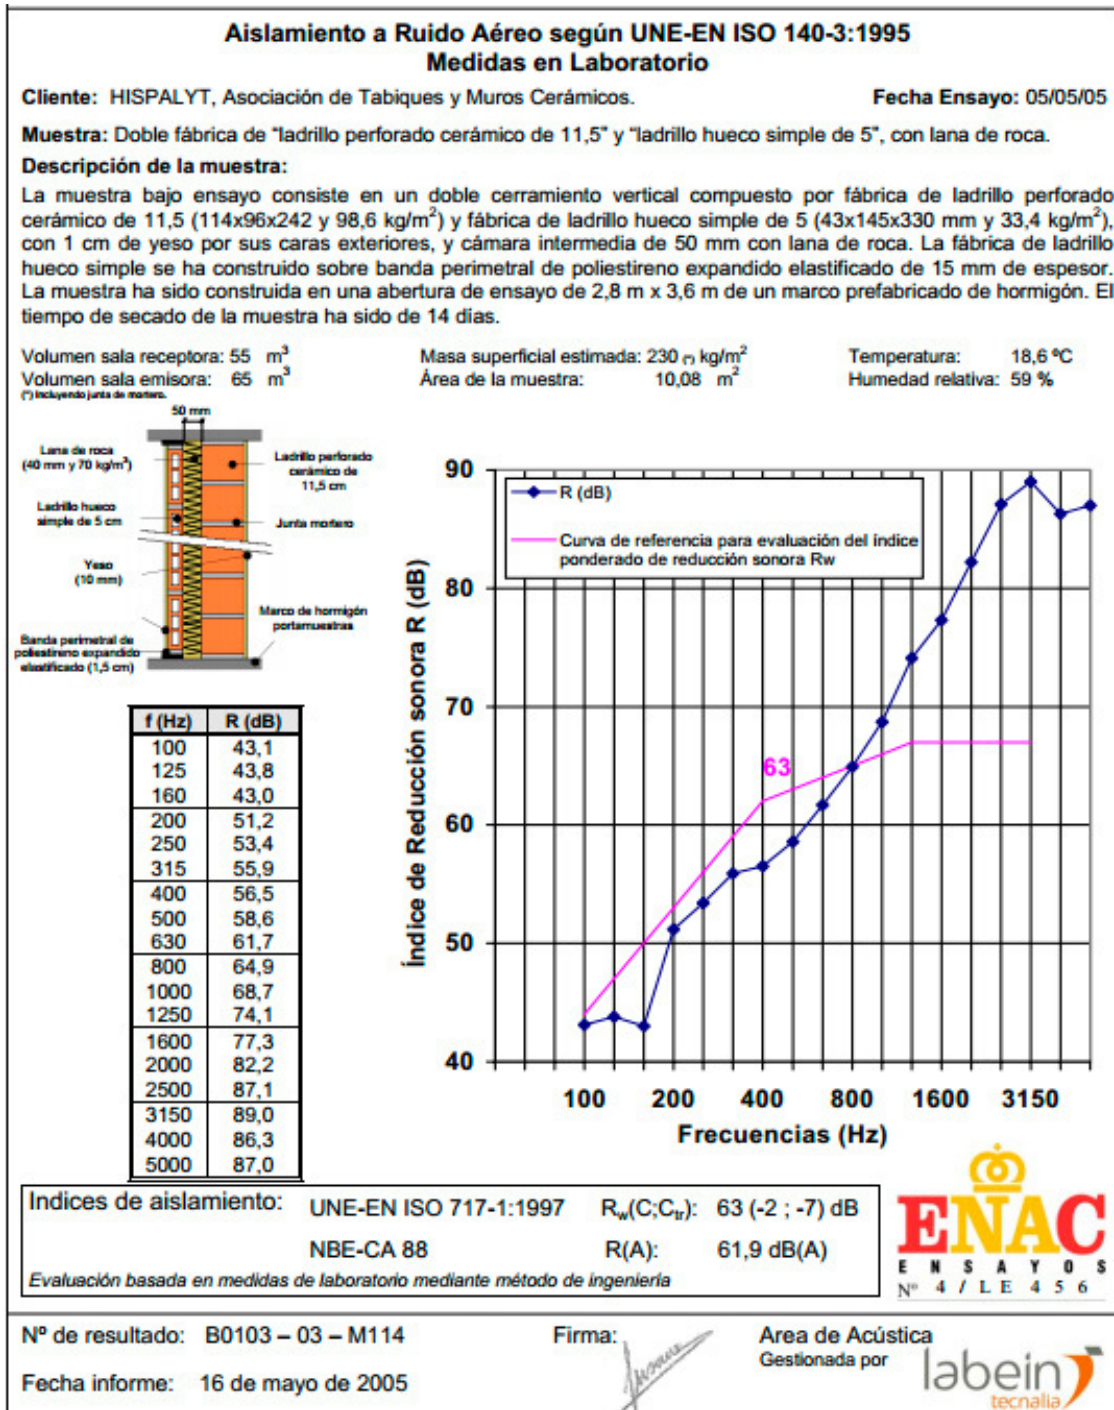 Aislamiento a Ruido Aéreo según UNE-EN ISO 140-3:1995
Medidas en Laboratorio
Cliente: HISPALYT, Asociación de Tabiques y Muros Cerámicos. Fecha Ensayo: 05/05/05
Muestra: Doble fábrica de "ladrillo perforado cerámico de 11,5" y "ladrillo hueco simple de 5", con lana de roca.
Descripción de la muestra:
La muestra bajo ensayo consiste en un doble cerramiento vertical compuesto por fábrica de ladrillo perforado
cerámico de 11,5 (114x96x242 y 98,6 kg/m²) y fábrica de ladrillo hueco simple de 5 (43x145x330 mm y 33,4 kg/m²),
con 1 cm de yeso por sus caras exteriores, y cámara intermedia de 50 mm con lana de roca. La fábrica de ladrillo
hueco simple se ha construido sobre banda perimetral de poliestireno expandido elastificado de 15 mm de espesor.
La muestra ha sido construida en una abertura de ensayo de 2,8 m x 3,6 m de un marco prefabricado de hormigón. El
tiempo de secado de la muestra ha sido de 14 días.
Volumen sala receptora: 55 m³ Masa superficial estimada: 230 (*) kg/m² Temperatura: 18,6 ºC
Volumen sala emisora: 65 m³ Área de la muestra: 10,08 m² Humedad relativa: 59 %
(*) Incluyendo junta de mortero.
50 mm
Lana de roca
(40 mm y 70 kg/m³)
Ladrillo perforado
cerámico de
11,5 cm
Ladrillo hueco
simple de 5 cm
Junta mortero
Yeso
(10 mm)
Marco de hormigón
portamuestras
Banda perimetral de
poliestireno expandido
elastificado (1,5 cm)
f (Hz) R (dB)
100 43,1
125 43,8
160 43,0
200 51,2
250 53,4
315 55,9
400 56,5
500 58,6
630 61,7
800 64,9
1000 68,7
1250 74,1
1600 77,3
2000 82,2
2500 87,1
3150 89,0
4000 86,3
5000 87,0
Índice de Reducción sonora R (dB)
90
80
70
60
50
40
R (dB)
Curva de referencia para evaluación del índice
ponderado de reducción sonora Rw
63
100 200 400 800 1600 3150
Frecuencias (Hz)
Indices de aislamiento: UNE-EN ISO 717-1:1997 Rw(C;Ctr): 63 (-2 ; -7) dB
NBE-CA 88 R(A): 61,9 dB(A)
Evaluación basada en medidas de laboratorio mediante método de ingeniería
ENAC
ENSAYOS
Nº 4 / LE 456
Nº de resultado: B0103 – 03 – M114 Firma: Area de Acústica
Gestionada por
labein
tecnalia
Fecha informe: 16 de mayo de 2005